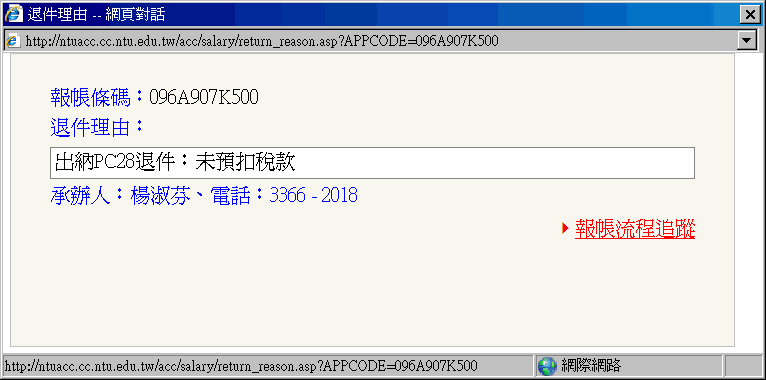 退件理由 -- 網頁對話
http://ntuacc.cc.ntu.edu.tw/acc/salary/return_reason.asp?APPCODE=096A907K500
報帳條碼：096A907K500
退件理由：
出納PC28退件：未預扣稅款
承辦人：楊淑芬、電話：3366 - 2018
報帳流程追蹤
http://ntuacc.cc.ntu.edu.tw/acc/salary/return_reason.asp?APPCODE=096A907K500 網際網路